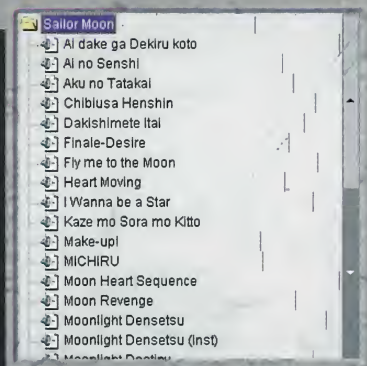 Sailor Moon
Ai dake ga Dekiru koto
Ai no Senshi
Aku no Tatakai
Chibiusa Henshin
Dakishimete Itai
Finale-Desire
Fly me to the Moon
Heart Moving
I Wanna be a Star
Kaze mo Sora mo Kitto
Make-up!
MICHIRU
Moon Heart Sequence
Moon Revenge
Moonlight Densetsu
Moonlight Densetsu (Inst)
Moonlight Destiny